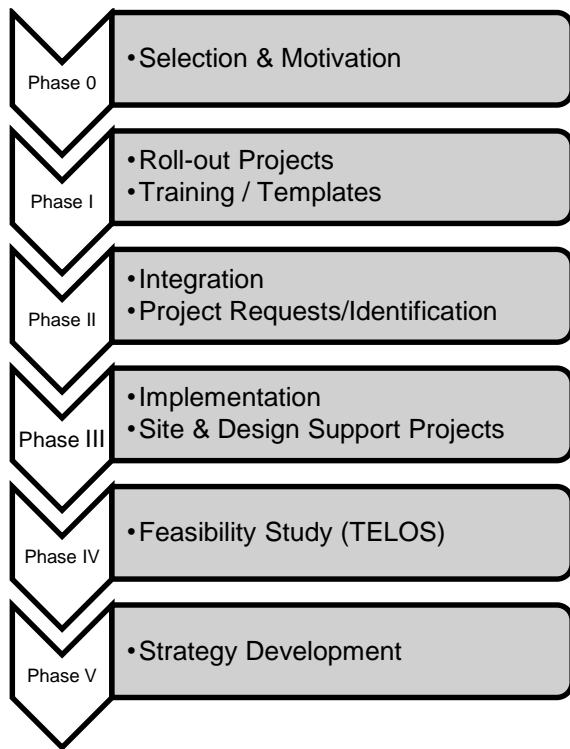 Phase 0
•Selection & Motivation
Phase I
•Roll-out Projects
•Training / Templates
Phase II
•Integration
•Project Requests/Identification
Phase III
•Implementation
•Site & Design Support Projects
Phase IV
•Feasibility Study (TELOS)
Phase V
•Strategy Development